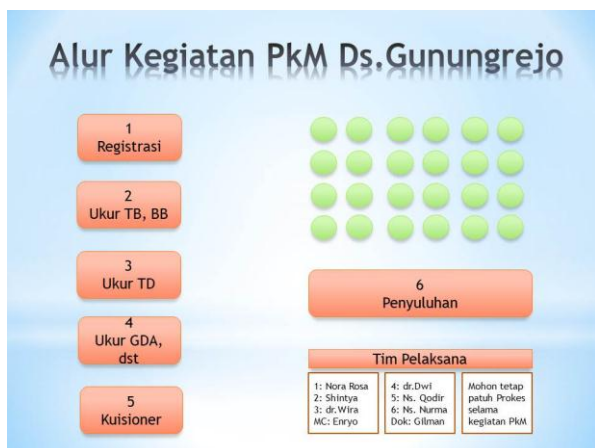 Alur Kegiatan PkM Ds.Gunungrejo
1
Registrasi
2
Ukur TB, BB
3
Ukur TD
4
Ukur GDA,
dst
5
Kuisioner
6
Penyuluhan
Tim Pelaksana
1: Nora Rosa
2: Shintya
3: dr.Wira
MC: Enryo
4: dr.Dwi
5: Ns. Qodir
6: Ns. Nurma
Dok: Gilman
Mohon tetap
patuh Prokes
selama
kegiatan PkM